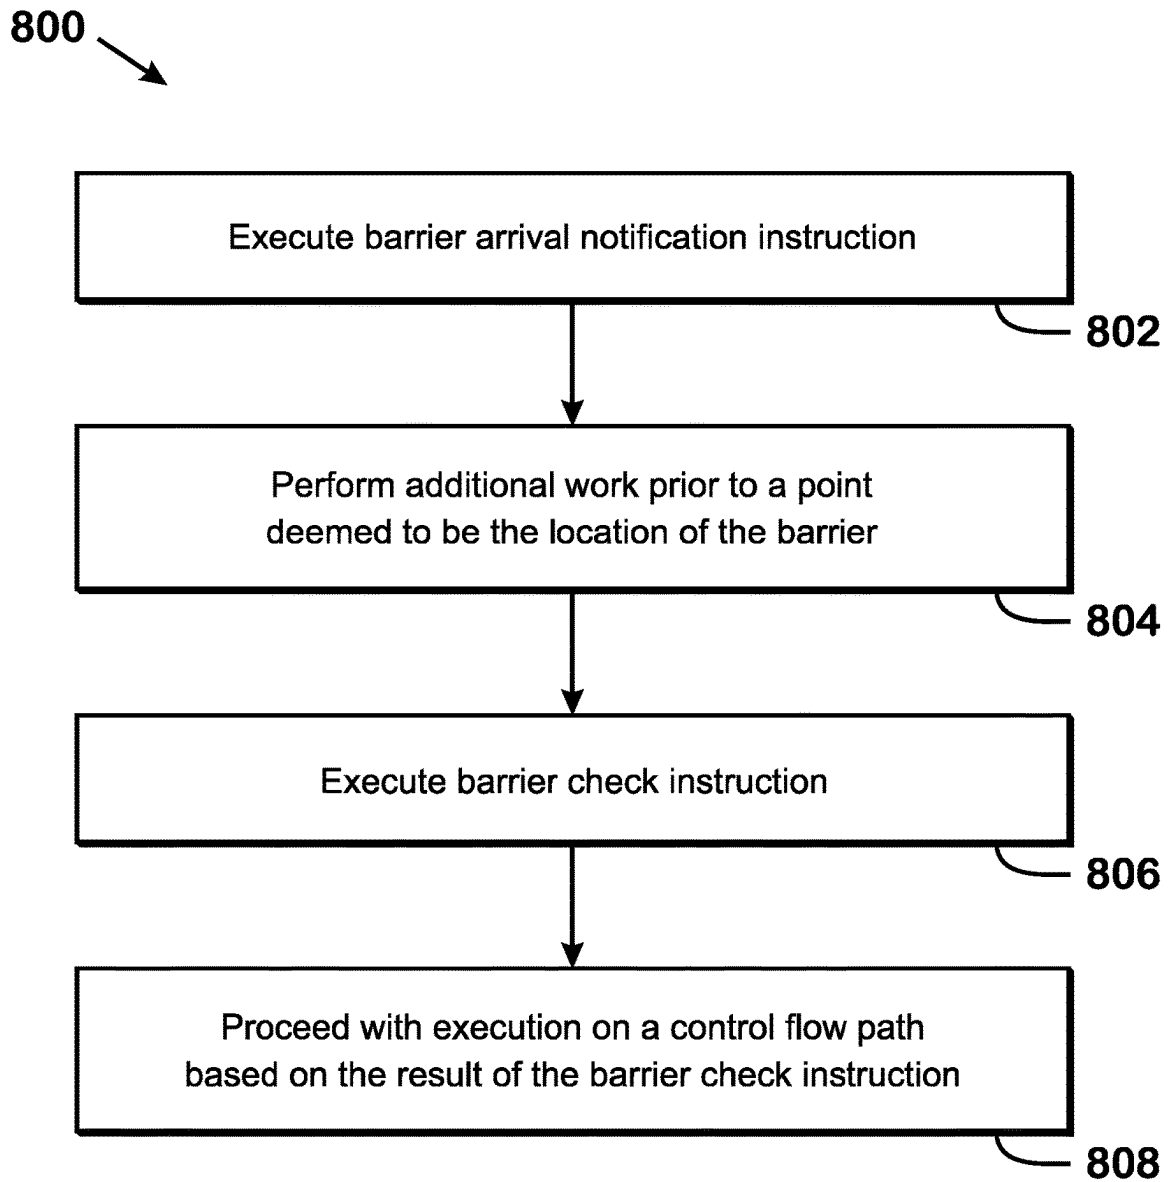 800
Execute barrier arrival notification instruction
802
Perform additional work prior to a point
deemed to be the location of the barrier
804
Execute barrier check instruction
806
Proceed with execution on a control flow path
based on the result of the barrier check instruction
808